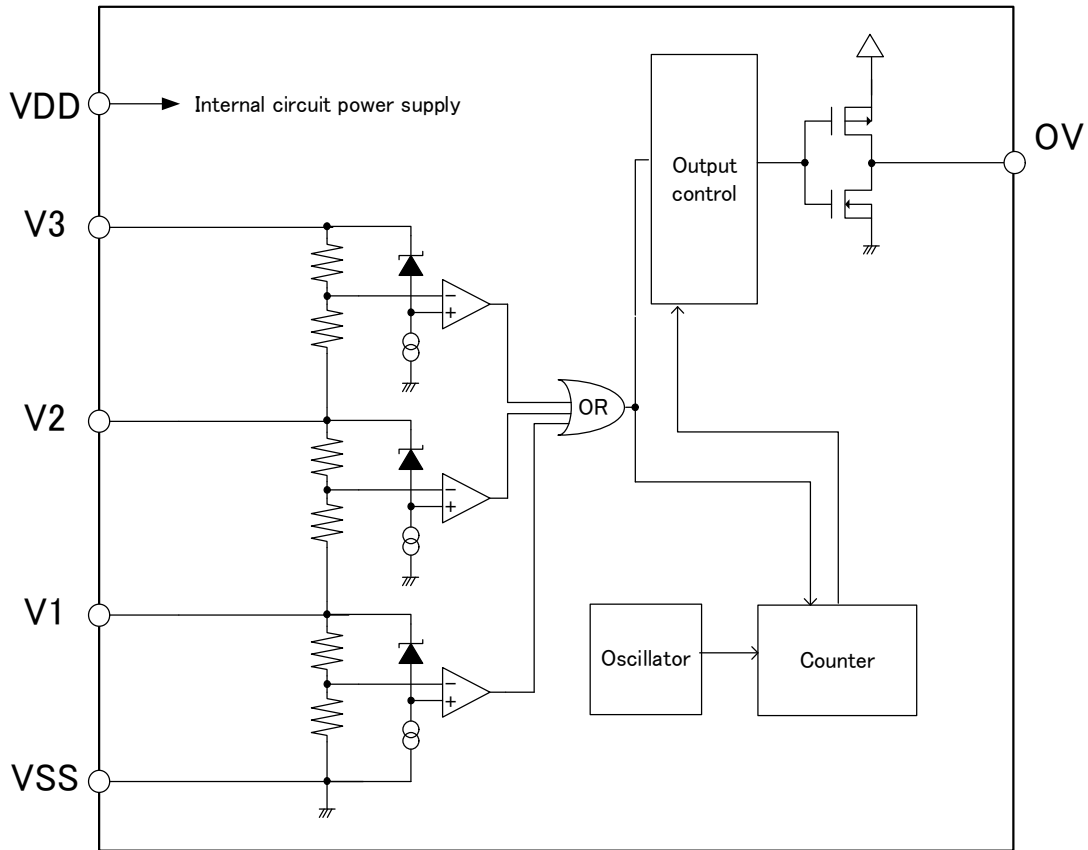 VDD
Internal circuit power supply
OV
Output
control
V3
−
+
OR
V2
−
+
V1
Oscillator
Counter
−
+
VSS